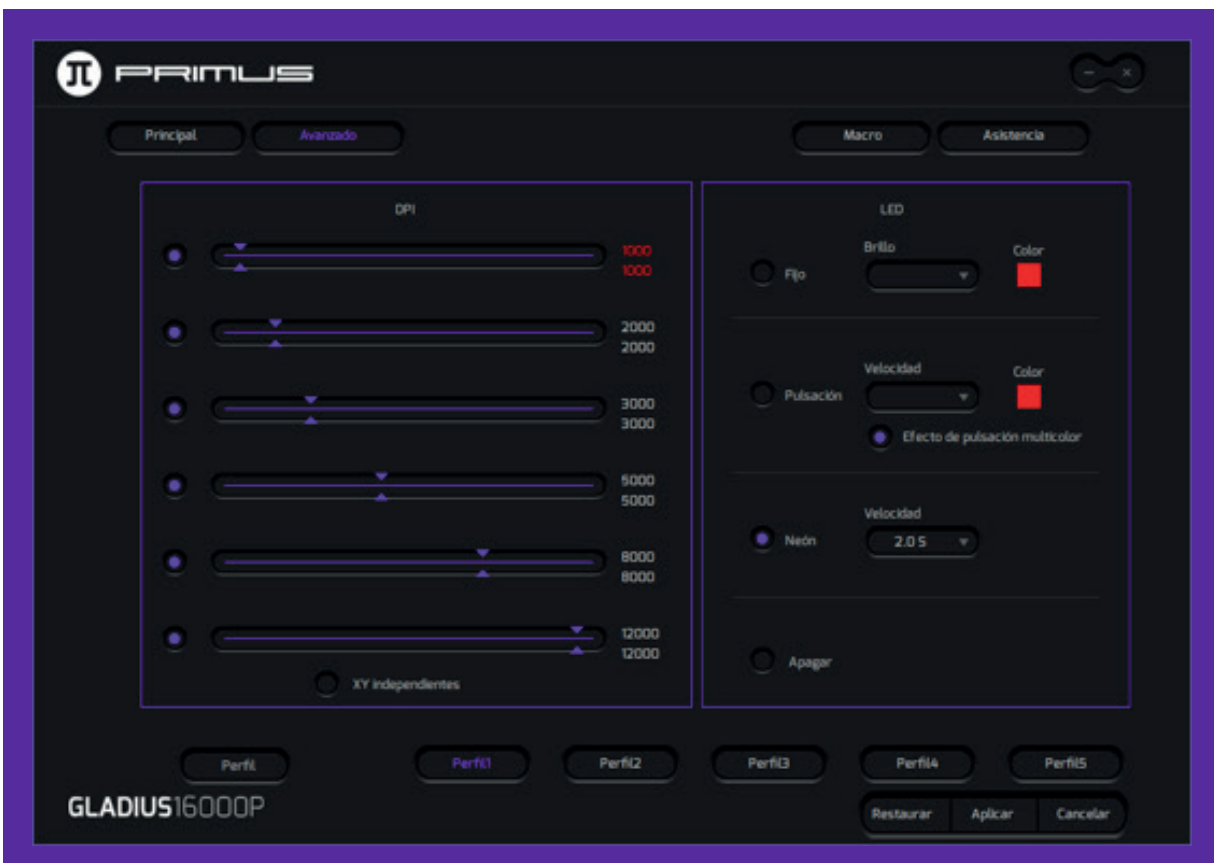 PRIMUS
Principal Avanzado Macro Asistencia
DPI
1000
1000
2000
2000
3000
3000
5000
5000
8000
8000
12000
12000
XY independientes
LED
Brillo Color
Fijo
Velocidad Color
Pulsación
Efecto de pulsación multicolor
Velocidad
Neón 2.0 S
Apagar
Perfil Perfil1 Perfil2 Perfil3 Perfil4 Perfil5
GLADIUS16000P
Restaurar Aplicar Cancelar